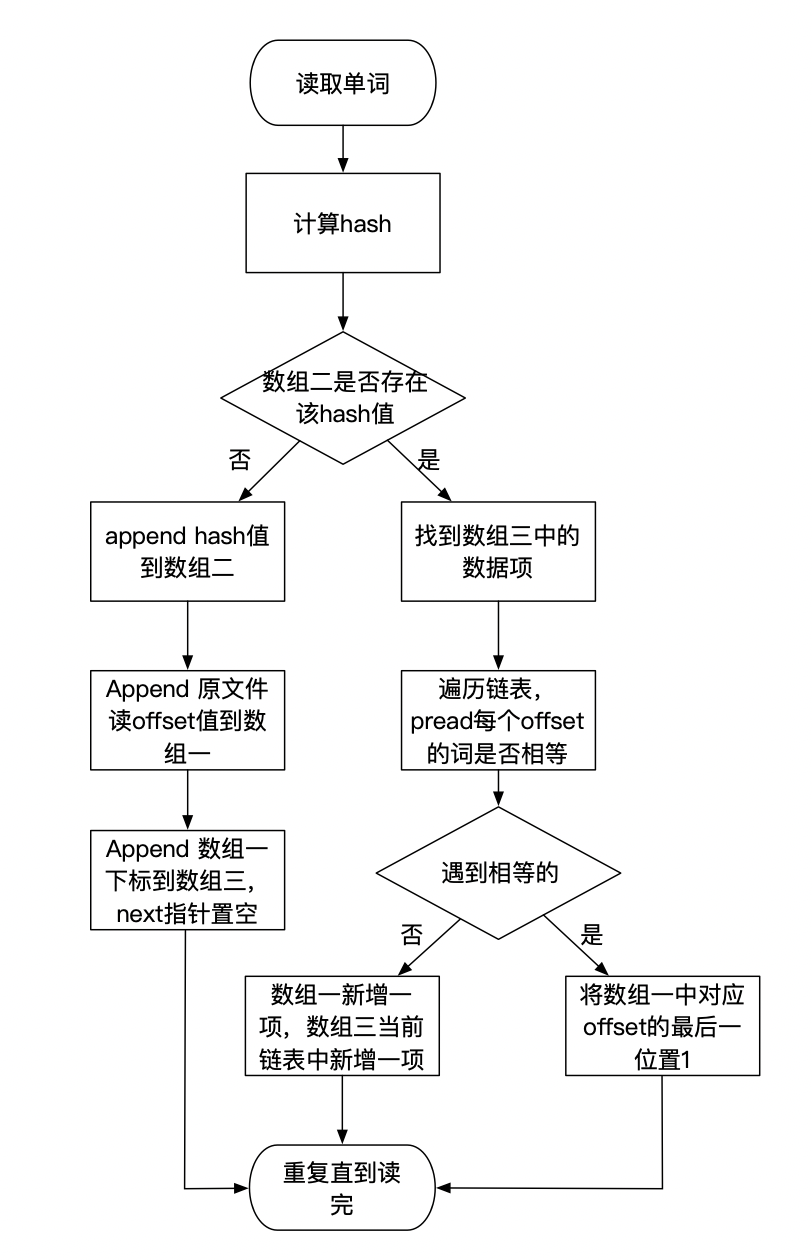 读取单词
计算hash
数组二是否存在
该hash值
否
是
append hash值
到数组二
找到数组三中的
数据项
Append 原文件
读offset值到数
组一
遍历链表，
pread每个offset
的词是否相等
Append 数组一
下标到数组三，
next指针置空
遇到相等的
否
是
数组一新增一
项，数组三当前
链表中新增一项
将数组一中对应
offset的最后一
位置1
重复直到读
完